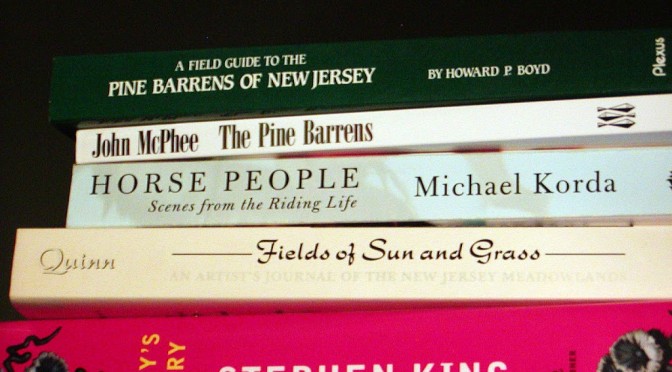 A FIELD GUIDE TO THE
PINE BARRENS OF NEW JERSEY
BY HOWARD P. BOYD
Plexus
John McPhee The Pine Barrens
HORSE PEOPLE
Scenes from the Riding Life
Michael Korda
Quinn
Fields of Sun and Grass
AN ARTIST'S JOURNAL OF THE NEW JERSEY MEADOWLANDS
STEPHEN KING